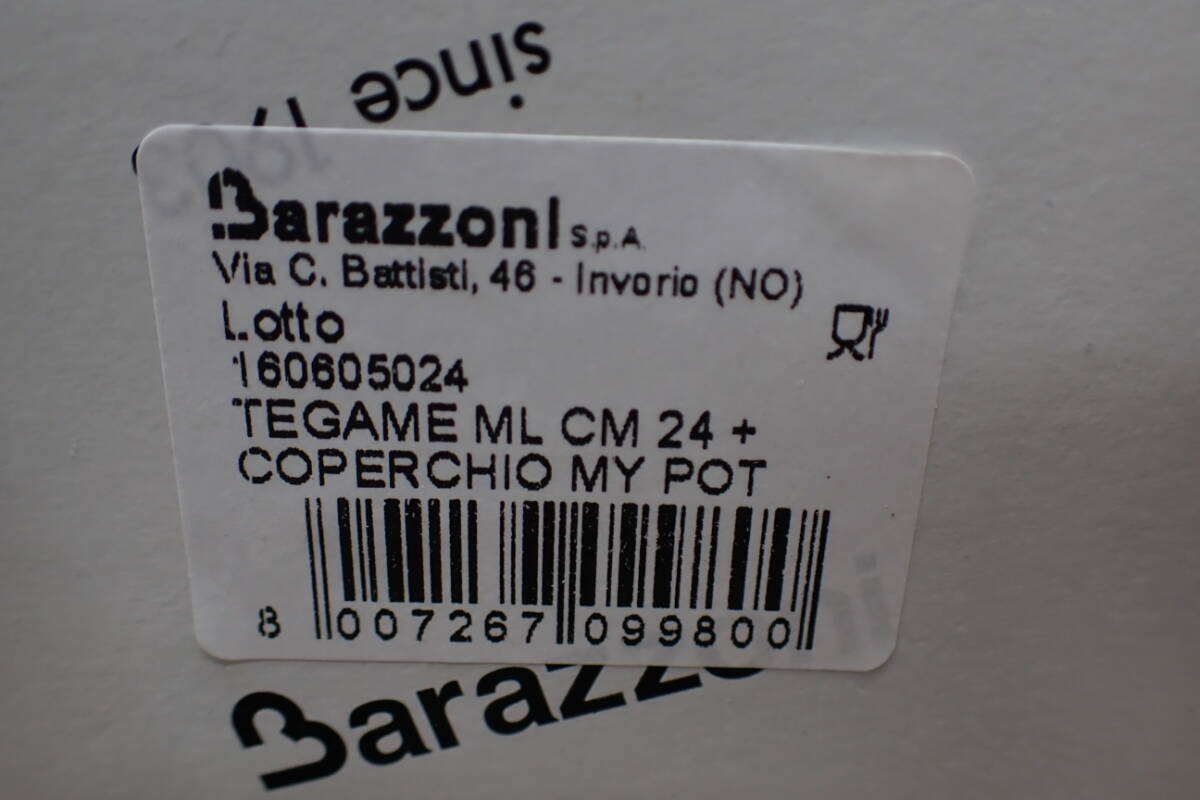 since 1903
Barazzoni S.p.A.
Via C. Battisti, 46 - Invorio (NO)
Lotto
160605024
TEGAME ML CM 24 +
COPERCHIO MY POT
8 007267 099800
Barazzo